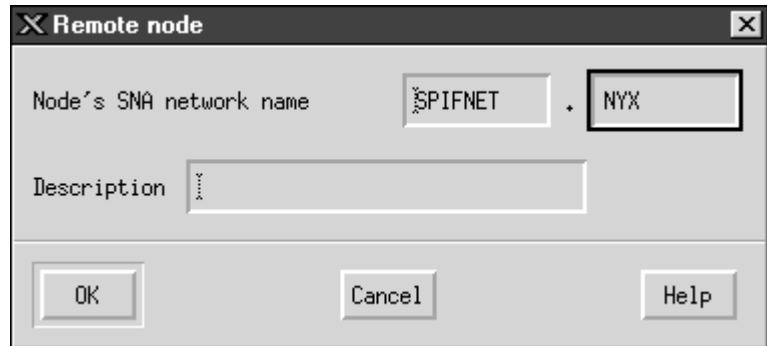 Remote node
Node's SNA network name SPIFNET . NYX
Description
OK Cancel Help